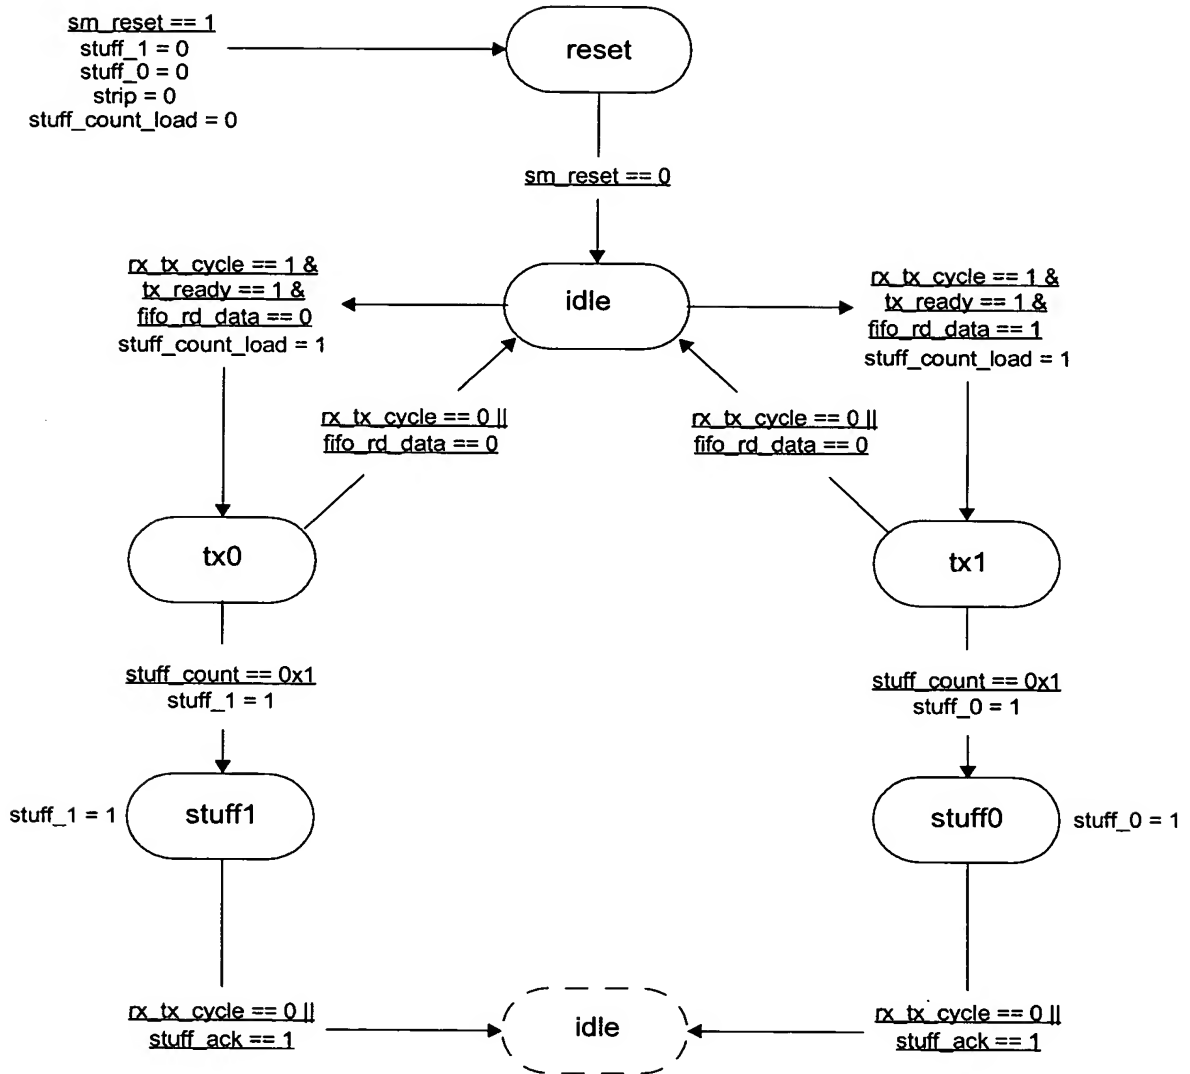 sm_reset == 1
stuff_1 = 0
stuff_0 = 0
strip = 0
stuff_count_load = 0
reset
sm_reset == 0
idle
rx_tx_cycle == 1 &
tx_ready == 1 &
fifo_rd_data == 0
stuff_count_load = 1
rx_tx_cycle == 1 &
tx_ready == 1 &
fifo_rd_data == 1
stuff_count_load = 1
rx_tx_cycle == 0 ||
fifo_rd_data == 0
rx_tx_cycle == 0 ||
fifo_rd_data == 0
tx0
tx1
stuff_count == 0x1
stuff_1 = 1
stuff_count == 0x1
stuff_0 = 1
stuff_1 = 1
stuff1
stuff0
stuff_0 = 1
rx_tx_cycle == 0 ||
stuff_ack == 1
idle
rx_tx_cycle == 0 ||
stuff_ack == 1